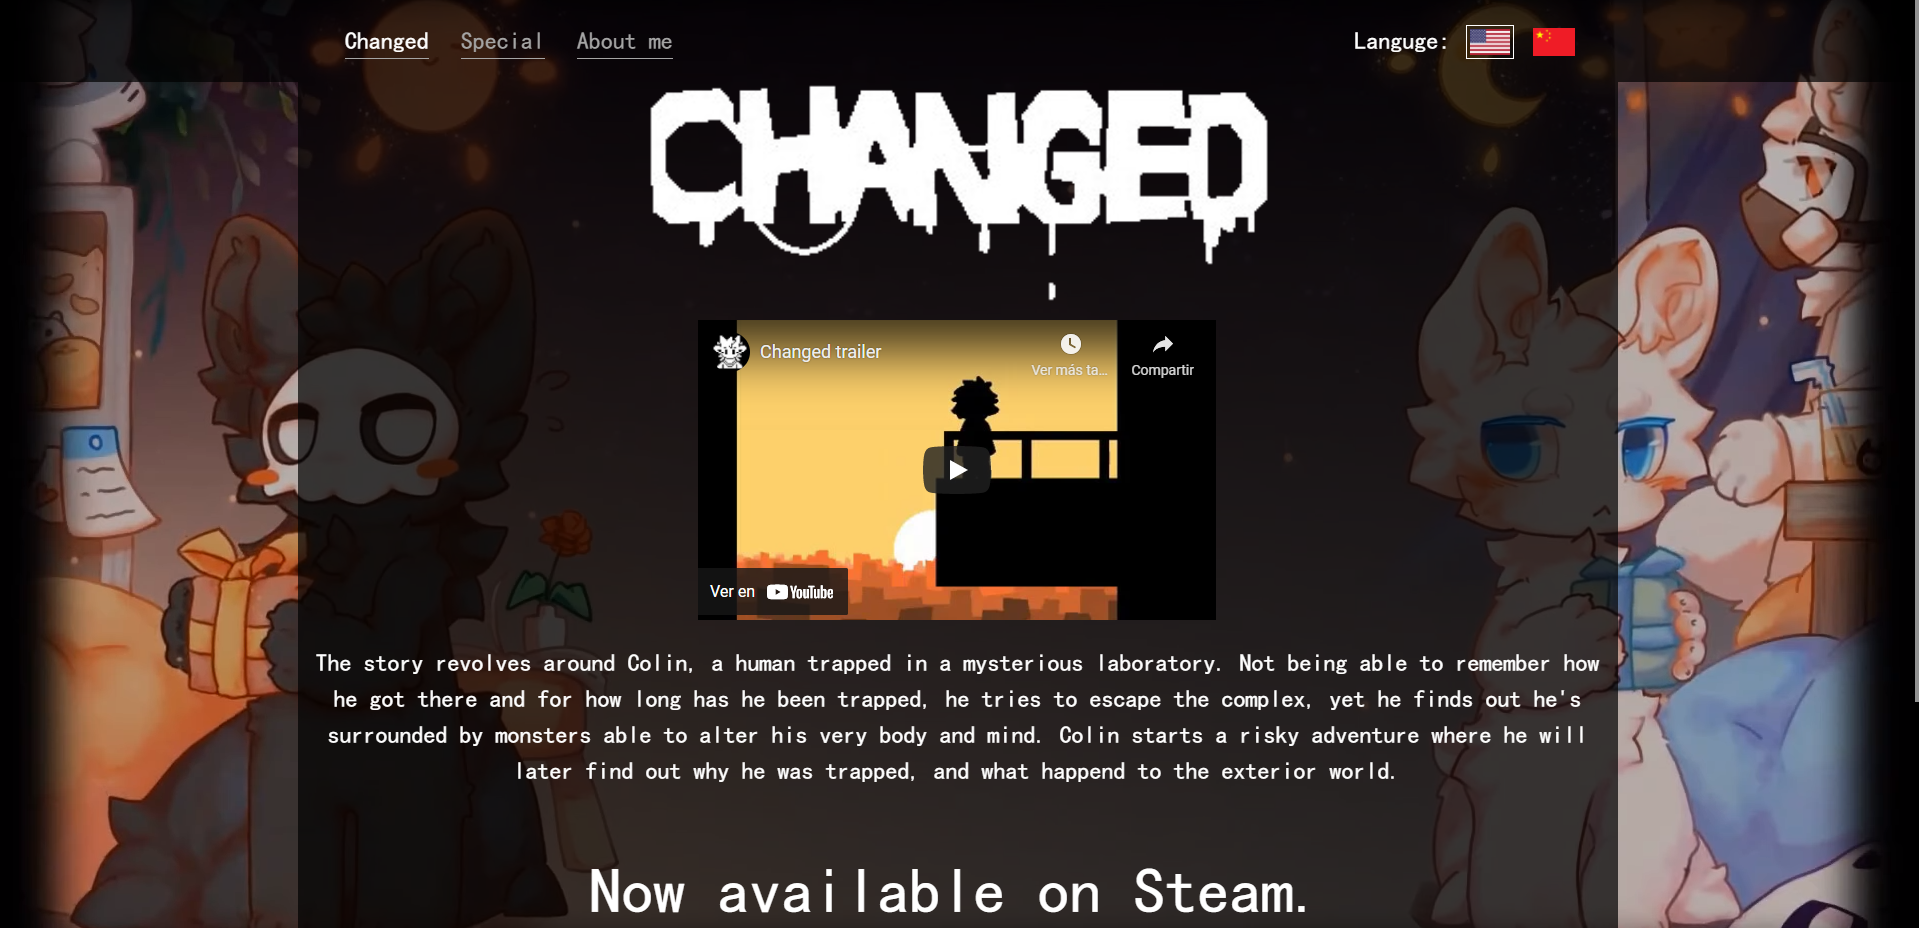 Changed Special About me Languge:
CHANGED
Changed trailer Ver más ta... Compartir
Ver en YouTube
The story revolves around Colin, a human trapped in a mysterious laboratory. Not being able to remember how
he got there and for how long has he been trapped, he tries to escape the complex, yet he finds out he's
surrounded by monsters able to alter his very body and mind. Colin starts a risky adventure where he will
later find out why he was trapped, and what happend to the exterior world.
Now available on Steam.